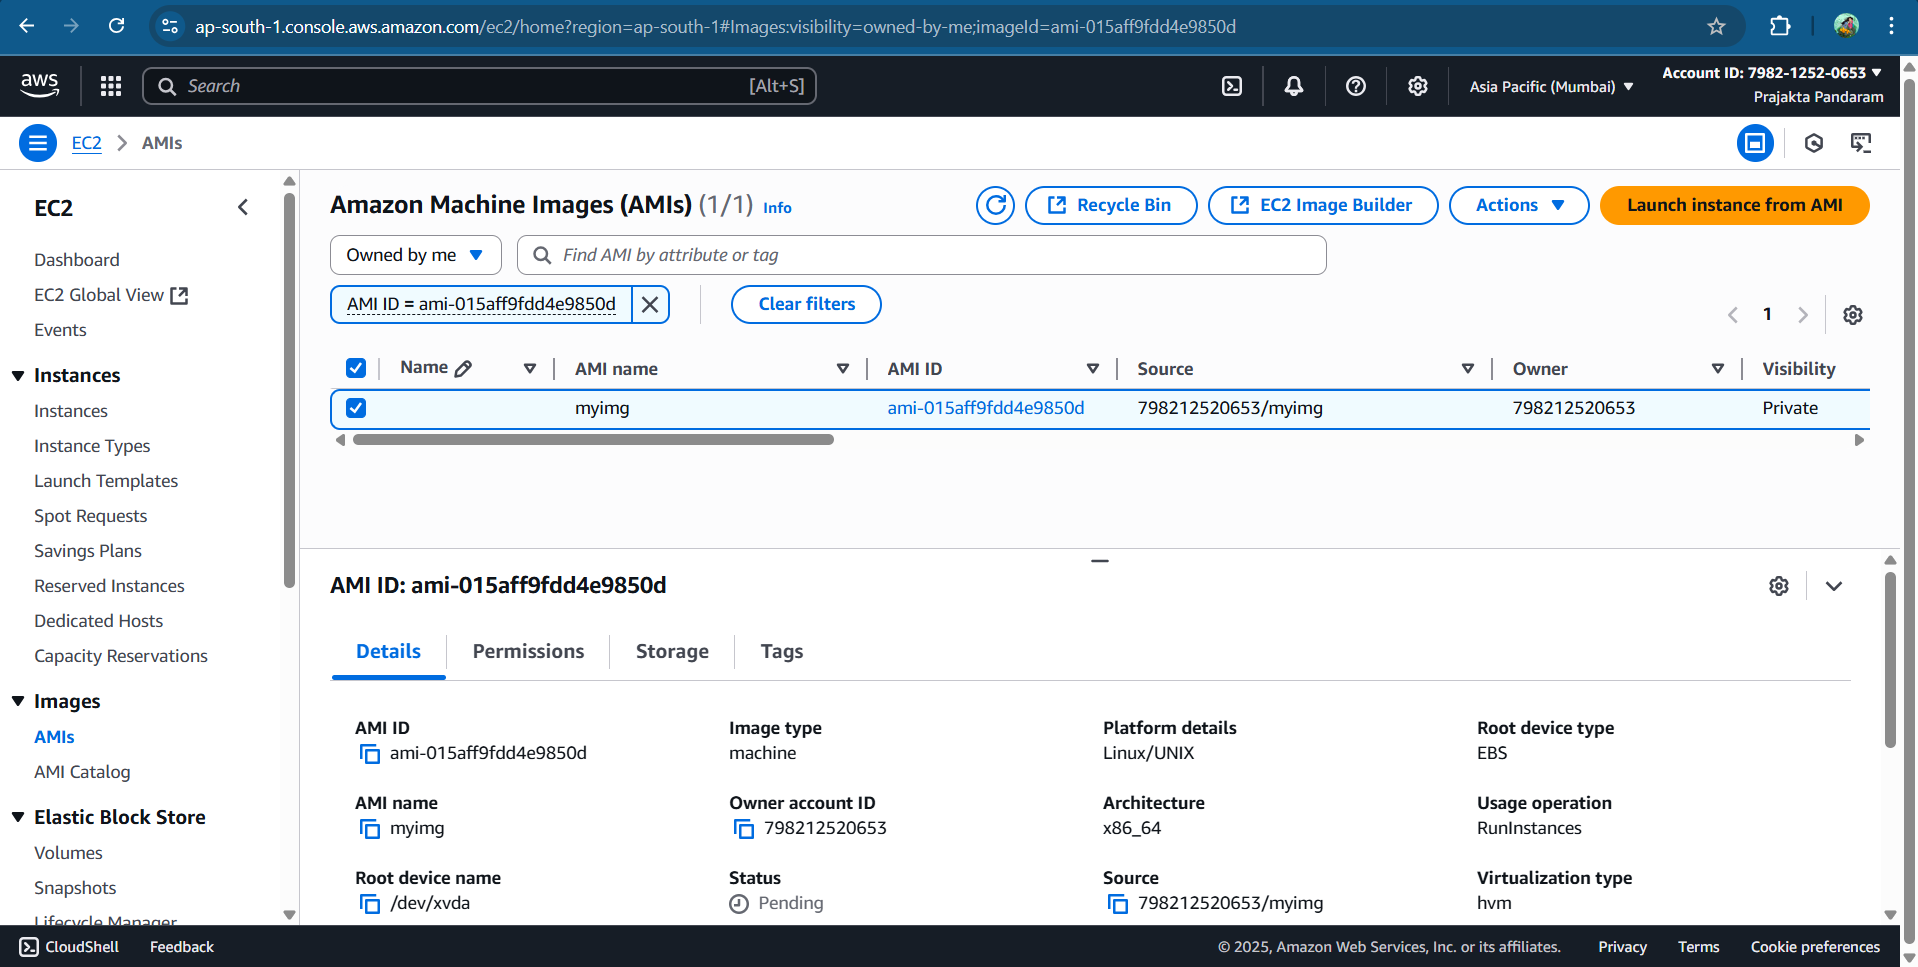 ap-south-1.console.aws.amazon.com/ec2/home?region=ap-south-1#Images:visibility=owned-by-me;imageId=ami-015aff9fdd4e9850d
aws
Search
[Alt+S]
Asia Pacific (Mumbai)
Account ID: 7982-1252-0653
Prajakta Pandaram
EC2
AMIs
EC2
Dashboard
EC2 Global View
Events
Instances
Instances
Instance Types
Launch Templates
Spot Requests
Savings Plans
Reserved Instances
Dedicated Hosts
Capacity Reservations
Images
AMIs
AMI Catalog
Elastic Block Store
Volumes
Snapshots
Lifecycle Manager
Amazon Machine Images (AMIs) (1/1) Info
Recycle Bin
EC2 Image Builder
Actions
Launch instance from AMI
Owned by me
Find AMI by attribute or tag
AMI ID = ami-015aff9fdd4e9850d
Clear filters
1
Name AMI name AMI ID Source Owner Visibility
myimg ami-015aff9fdd4e9850d 798212520653/myimg 798212520653 Private
AMI ID: ami-015aff9fdd4e9850d
Details Permissions Storage Tags
AMI ID
ami-015aff9fdd4e9850d
Image type
machine
Platform details
Linux/UNIX
Root device type
EBS
AMI name
myimg
Owner account ID
798212520653
Architecture
x86_64
Usage operation
RunInstances
Root device name
/dev/xvda
Status
Pending
Source
798212520653/myimg
Virtualization type
hvm
CloudShell
Feedback
© 2025, Amazon Web Services, Inc. or its affiliates.
Privacy
Terms
Cookie preferences